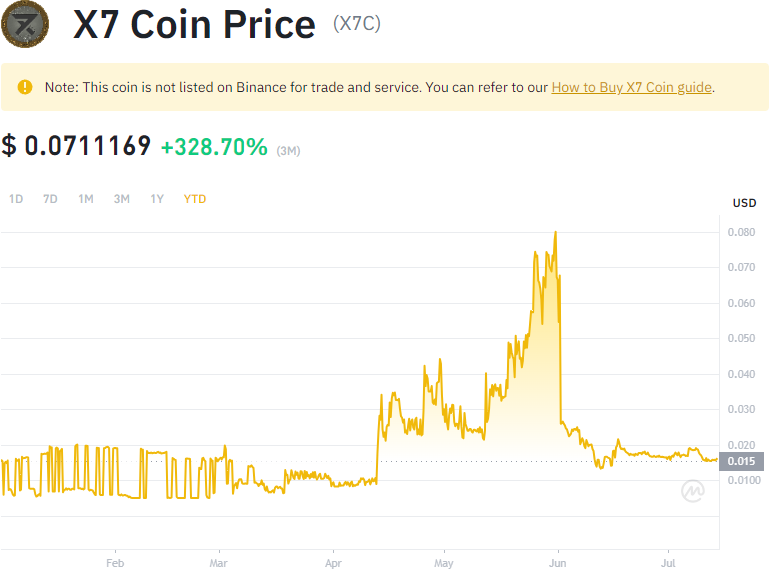 X7 Coin Price (X7C)
Note: This coin is not listed on Binance for trade and service. You can refer to our How to Buy X7 Coin guide.
$ 0.0711169 +328.70% (3M)
1D 7D 1M 3M 1Y YTD
USD
0.080
0.070
0.060
0.050
0.040
0.030
0.020
0.015
0.0100
Feb Mar Apr May Jun Jul